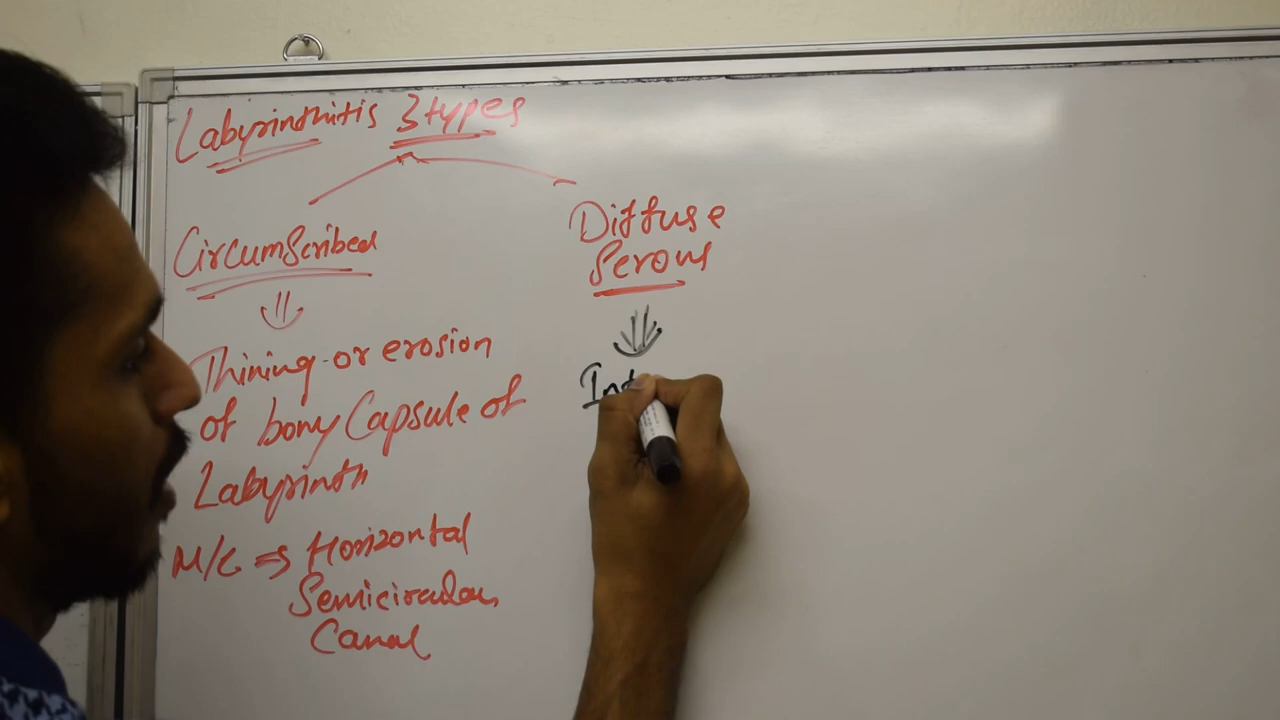 Labyrinthitis 3 types
Circumscribed
Thining or erosion
of bony Capsule of
Labyrinth
M/C ⇒ Horizontal
Semicircular
Canal
Diffuse
Serous